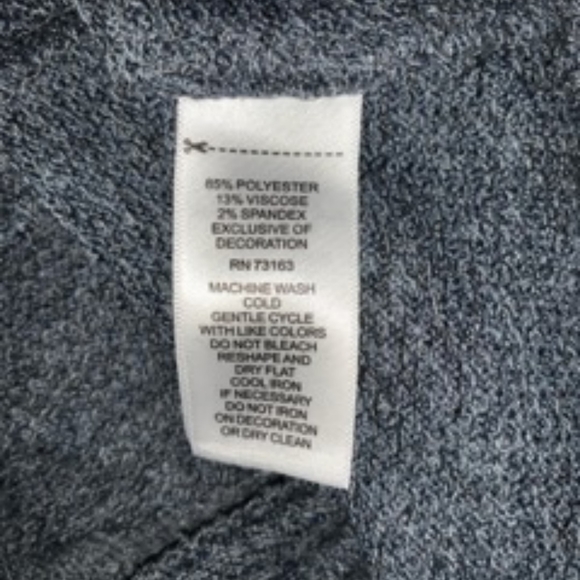 85% POLYESTER
13% VISCOSE
2% SPANDEX
EXCLUSIVE OF
DECORATION
RN 73163
MACHINE WASH
COLD
GENTLE CYCLE
WITH LIKE COLORS
DO NOT BLEACH
RESHAPE AND
DRY FLAT
COOL IRON
IF NECESSARY
DO NOT IRON
ON DECORATION
OR DRY CLEAN